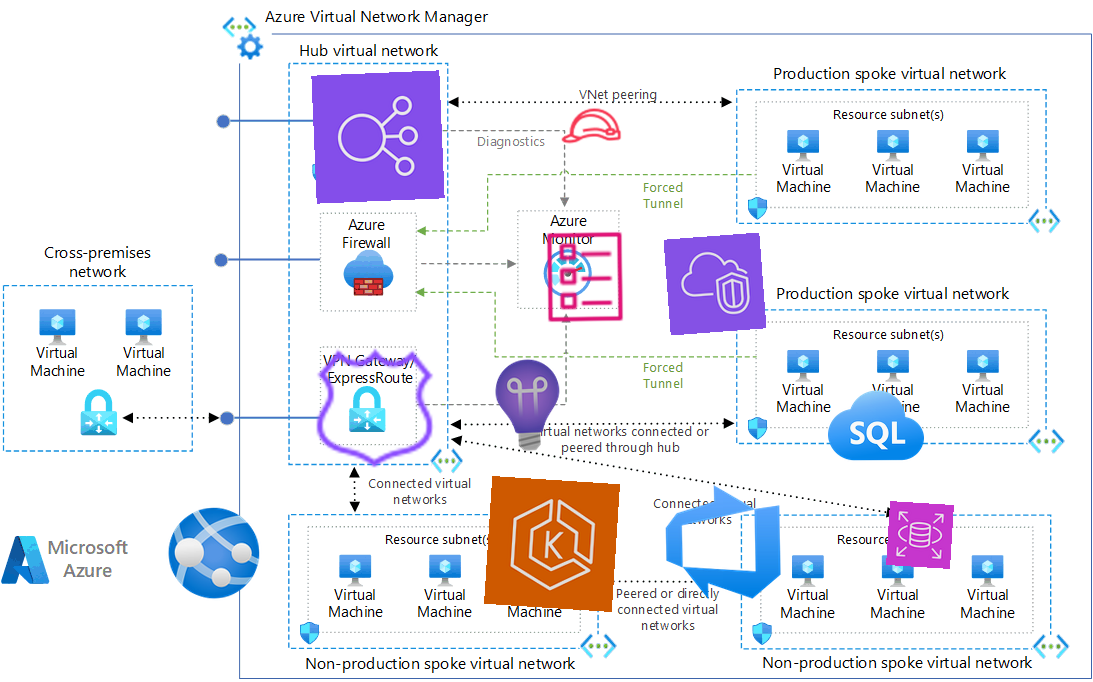 Azure Virtual Network Manager
Hub virtual network
VNet peering
Diagnostics
Production spoke virtual network
Resource subnet(s)
Virtual
Machine
Virtual
Machine
Virtual
Machine
Forced
Tunnel
Azure
Firewall
Azure
Monitor
Cross-premises
network
Virtual
Machine
Virtual
Machine
VPN Gateway/
ExpressRoute
Production spoke virtual network
Resource subnet(s)
Virtual
Machine
Virtual
Machine
Virtual
Machine
SQL
Forced
Tunnel
Virtual networks connected or
peered through hub
Connected virtual
networks
Connected virtual
networks
Microsoft
Azure
Resource subnet(s)
Virtual
Machine
Virtual
Machine
Machine
K
Peered or directly
connected virtual
networks
Virtual
Machine
Virtual
Machine
Virtual
Machine
Non-production spoke virtual network
Non-production spoke virtual network